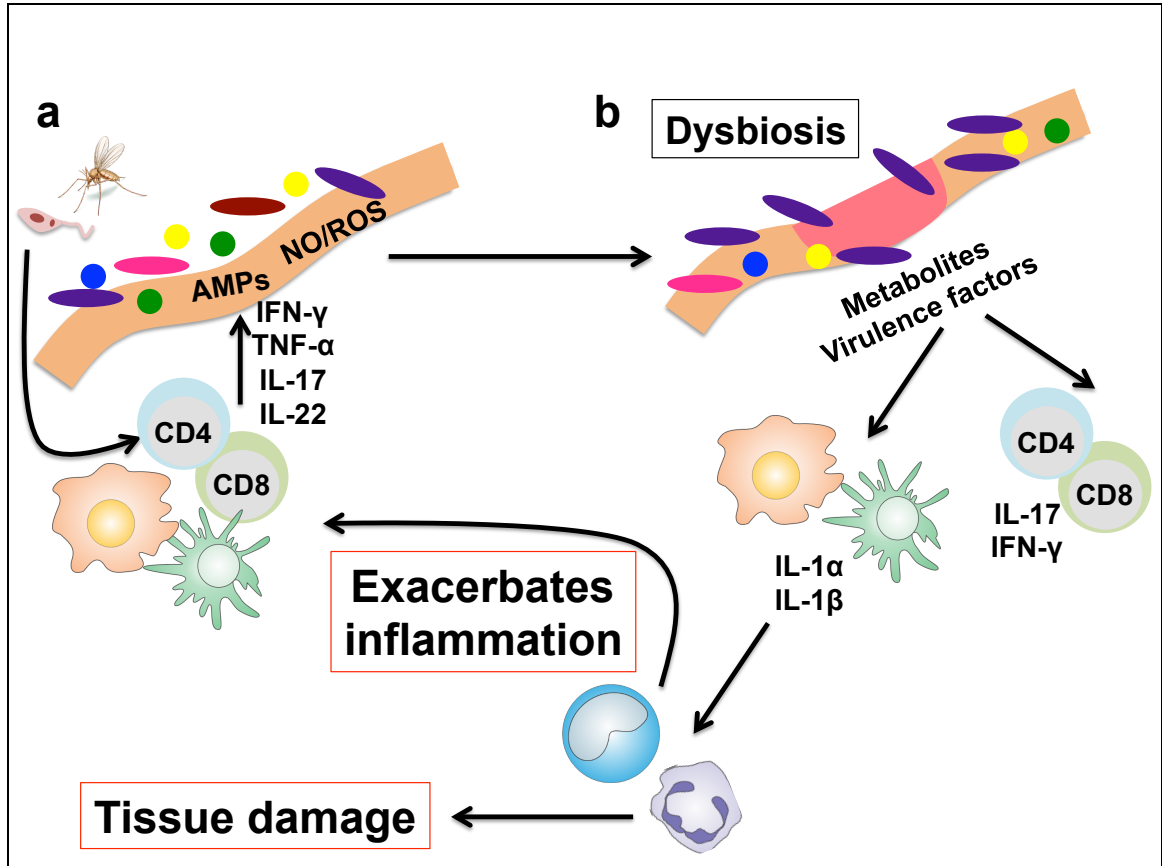 a
AMPs
NO/ROS
IFN-γ
TNF-α
IL-17
IL-22
CD4
CD8
b
Dysbiosis
Metabolites
Virulence factors
CD4
CD8
IL-17
IFN-γ
IL-1α
IL-1β
Exacerbates
inflammation
Tissue damage